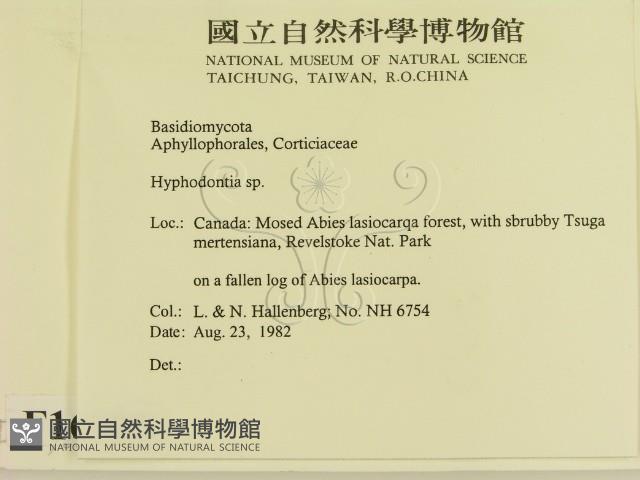 國立自然科學博物館
NATIONAL MUSEUM OF NATURAL SCIENCE
TAICHUNG, TAIWAN, R.O.CHINA
Basidiomycota
Aphyllophorales, Corticiaceae
Hyphodontia sp.
Loc.: Canada: Mosed Abies lasiocarqa forest, with sbrubby Tsuga
mertensiana, Revelstoke Nat. Park
on a fallen log of Abies lasiocarpa.
Col.: L. & N. Hallenberg; No. NH 6754
Date: Aug. 23, 1982
Det.:
國立自然科學博物館
NATIONAL MUSEUM OF NATURAL SCIENCE